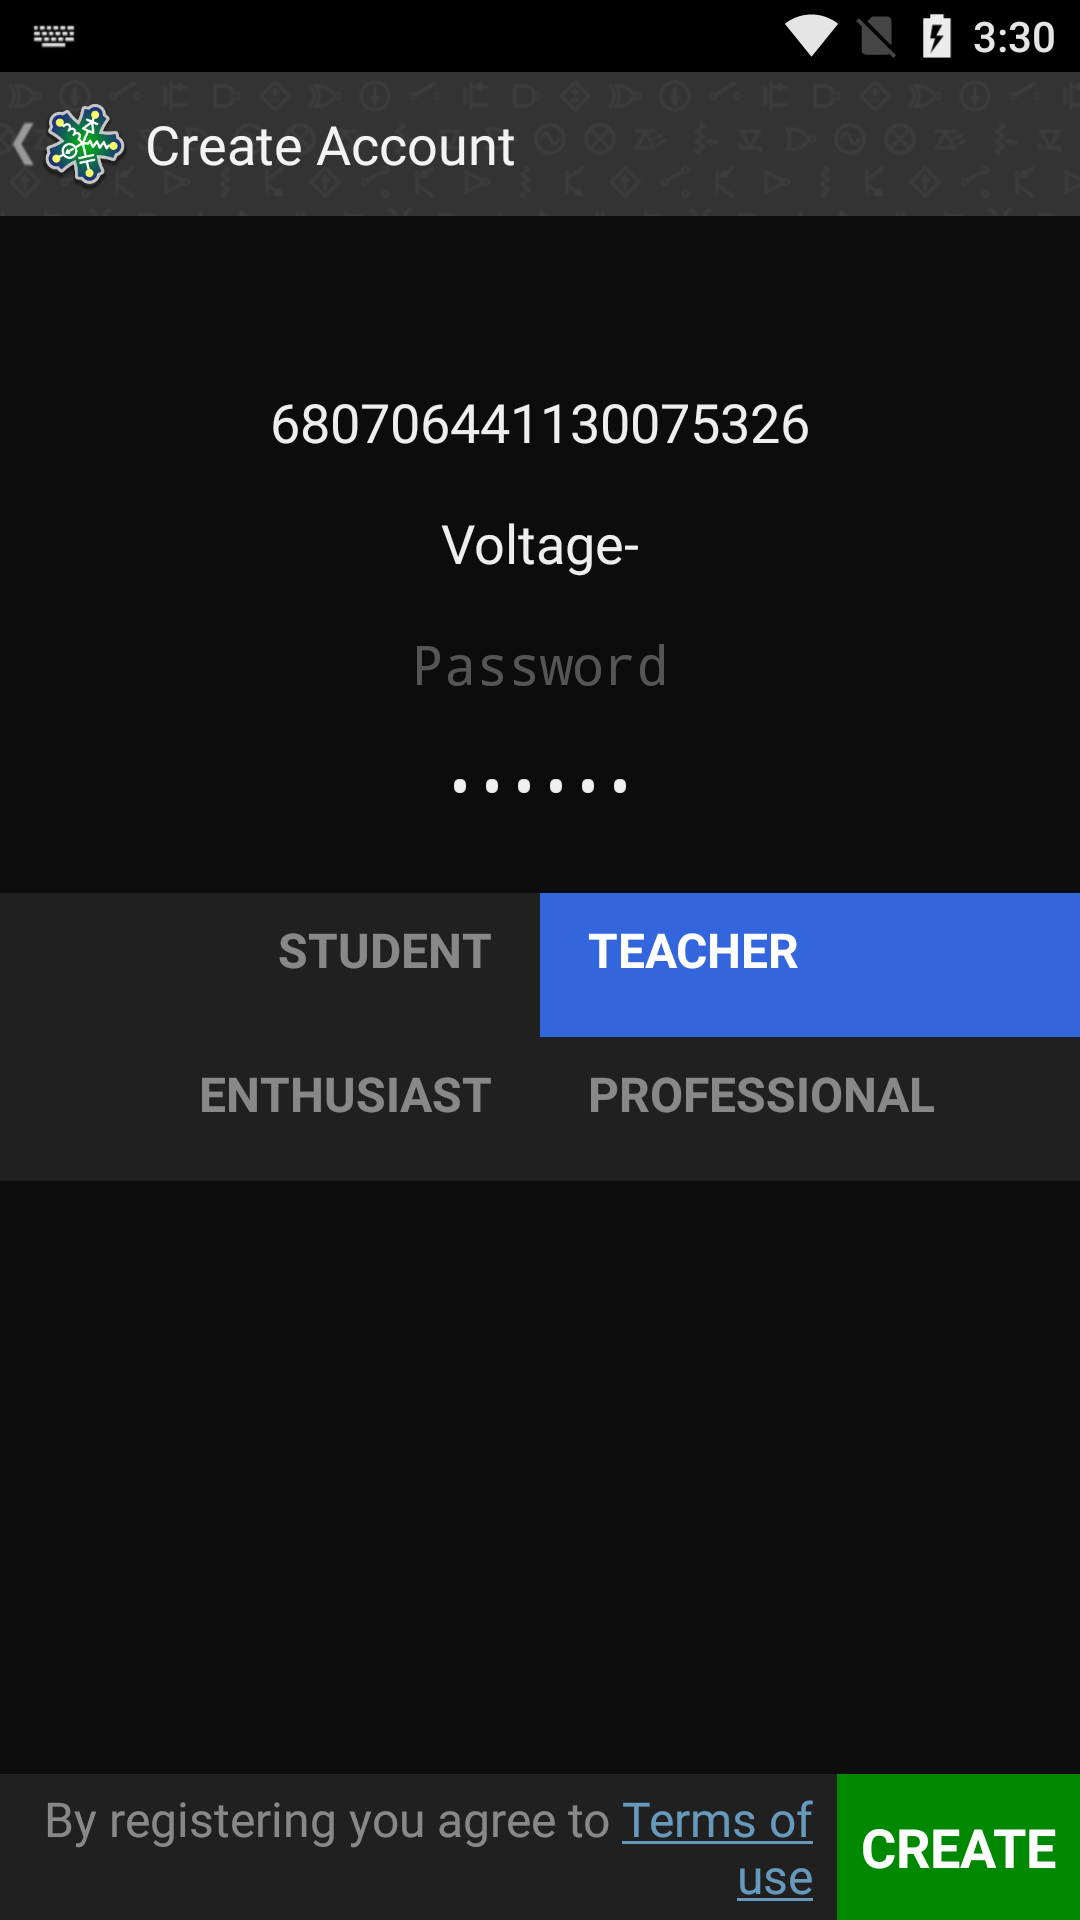 3:30
Create Account
680706441130075326
Voltage-
Password
••••••
STUDENT
TEACHER
ENTHUSIAST
PROFESSIONAL
By registering you agree to Terms of
use
CREATE